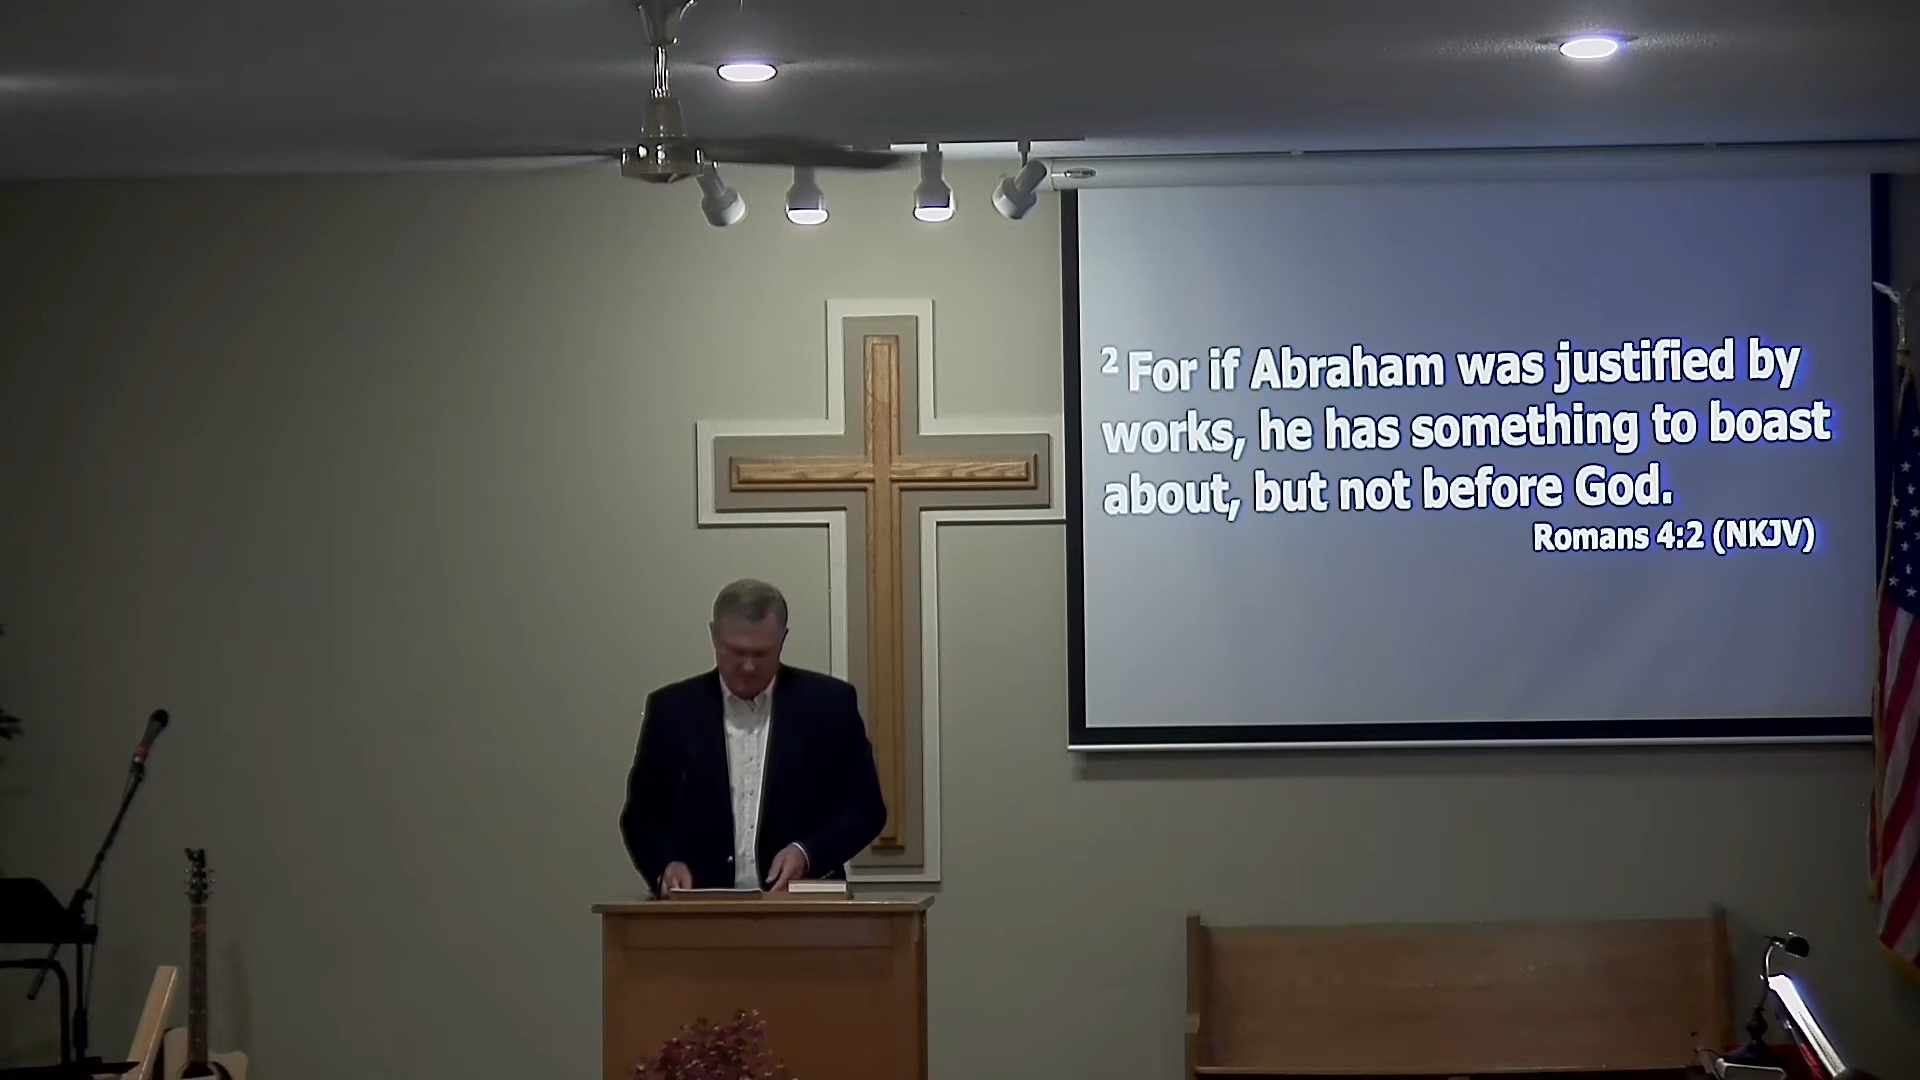 ² For if Abraham was justified by
works, he has something to boast
about, but not before God.
Romans 4:2 (NKJV)